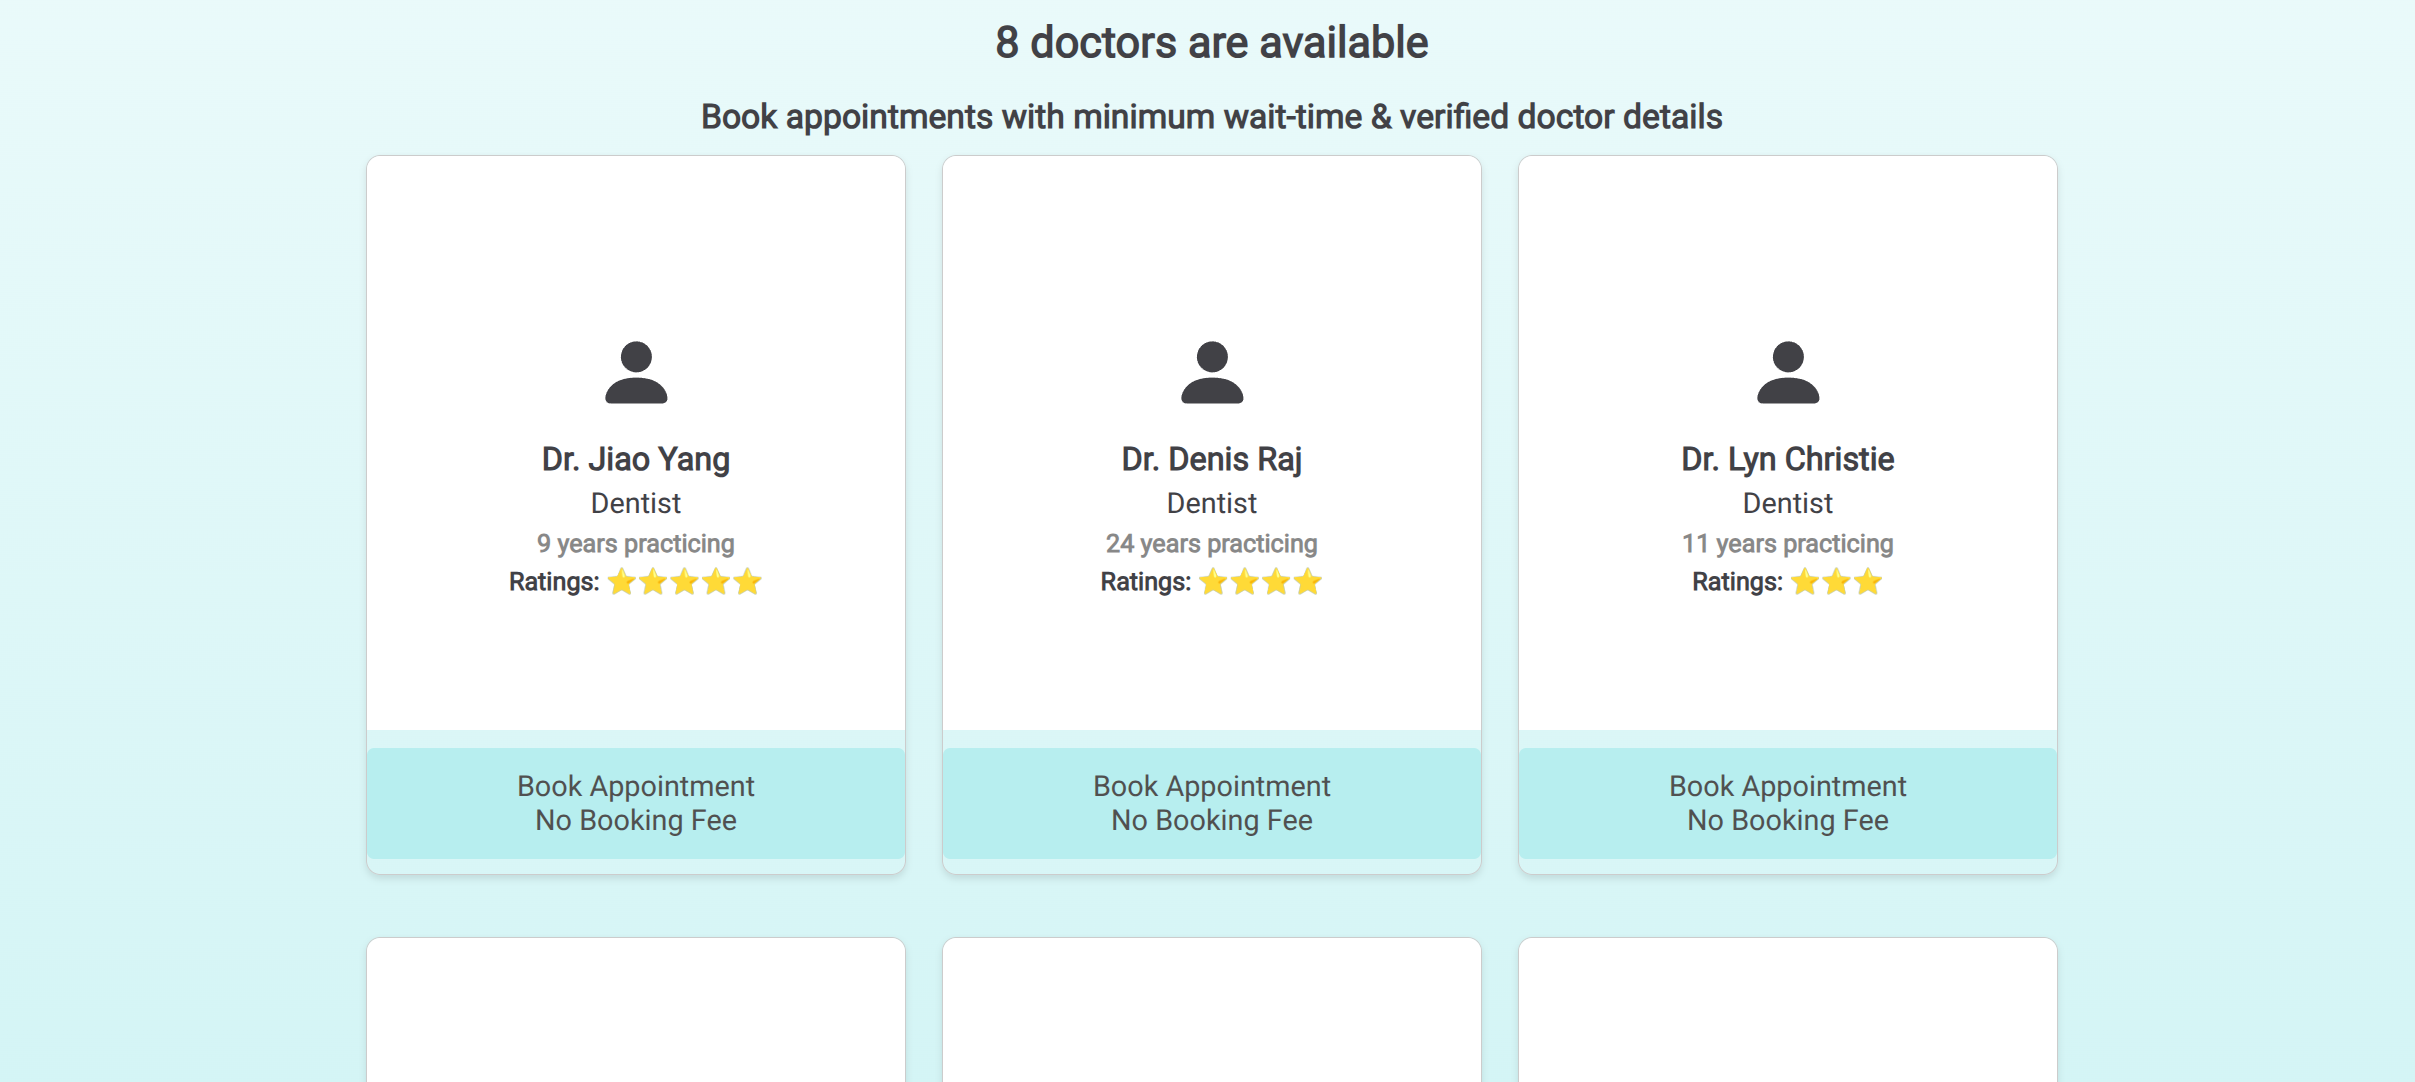 8 doctors are available
Book appointments with minimum wait-time & verified doctor details
Dr. Jiao Yang
Dentist
9 years practicing
Ratings: ⭐⭐⭐⭐⭐
Book Appointment
No Booking Fee
Dr. Denis Raj
Dentist
24 years practicing
Ratings: ⭐⭐⭐⭐
Book Appointment
No Booking Fee
Dr. Lyn Christie
Dentist
11 years practicing
Ratings: ⭐⭐⭐
Book Appointment
No Booking Fee